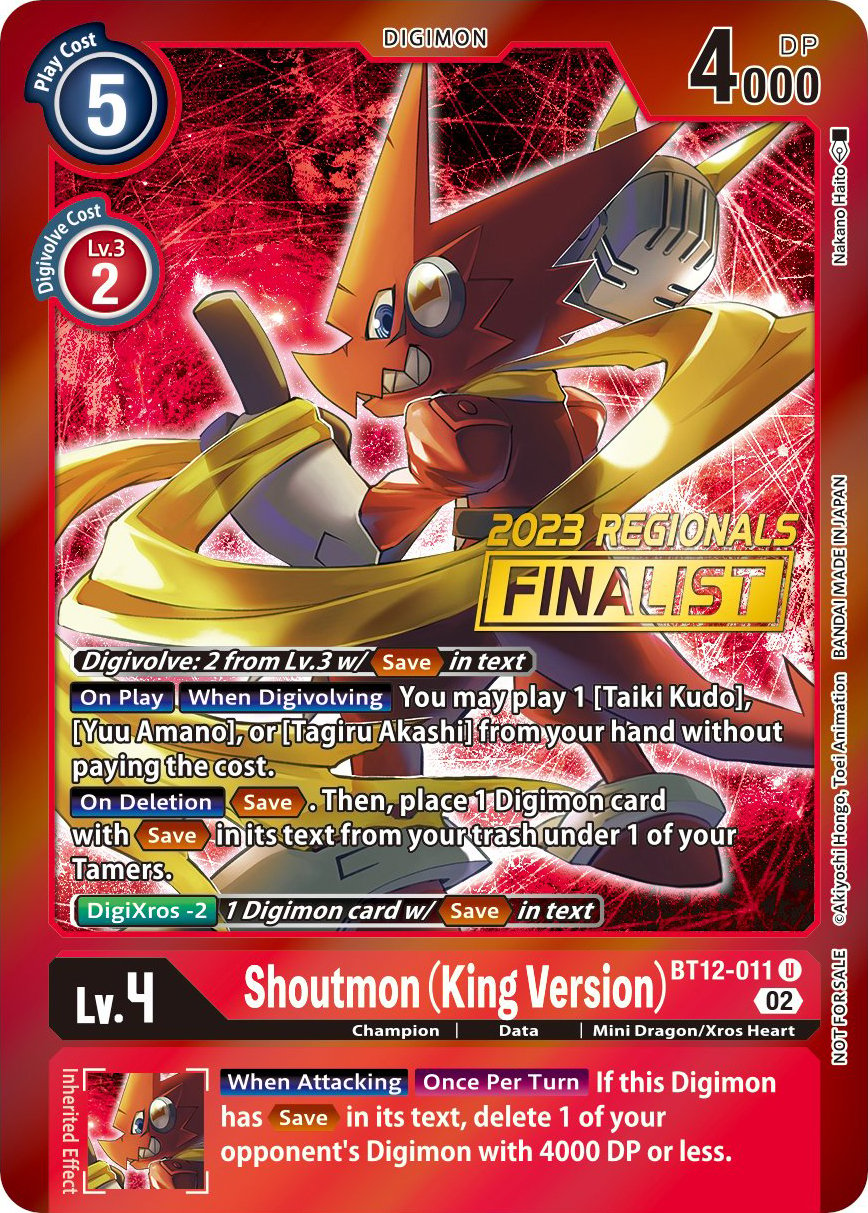 DIGIMON
Play Cost
5
DP
4000
Digivolve Cost
Lv.3
2
Nakano Haito
2023 REGIONALS
FINALIST
Digivolve: 2 from Lv.3 w/ Save in text
On Play When Digivolving You may play 1 [Taiki Kudo],
[Yuu Amano], or [Tagiru Akashi] from your hand without
paying the cost.
On Deletion Save . Then, place 1 Digimon card
with Save in its text from your trash under 1 of your
Tamers.
DigiXros -2 1 Digimon card w/ Save in text
©Akiyoshi Hongo, Toei Animation BANDAI MADE IN JAPAN
NOT FOR SALE
Lv.4
Shoutmon (King Version)
BT12-011 U
02
Champion | Data | Mini Dragon/Xros Heart
Inherited Effect
When Attacking Once Per Turn If this Digimon
has Save in its text, delete 1 of your
opponent's Digimon with 4000 DP or less.